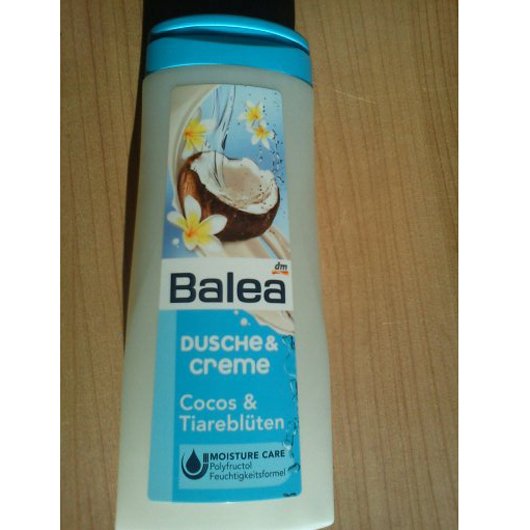 dm
Balea
DUSCHE &
creme
Cocos &
Tiareblüten
MOISTURE CARE
Polyfructol
Feuchtigkeitsformel